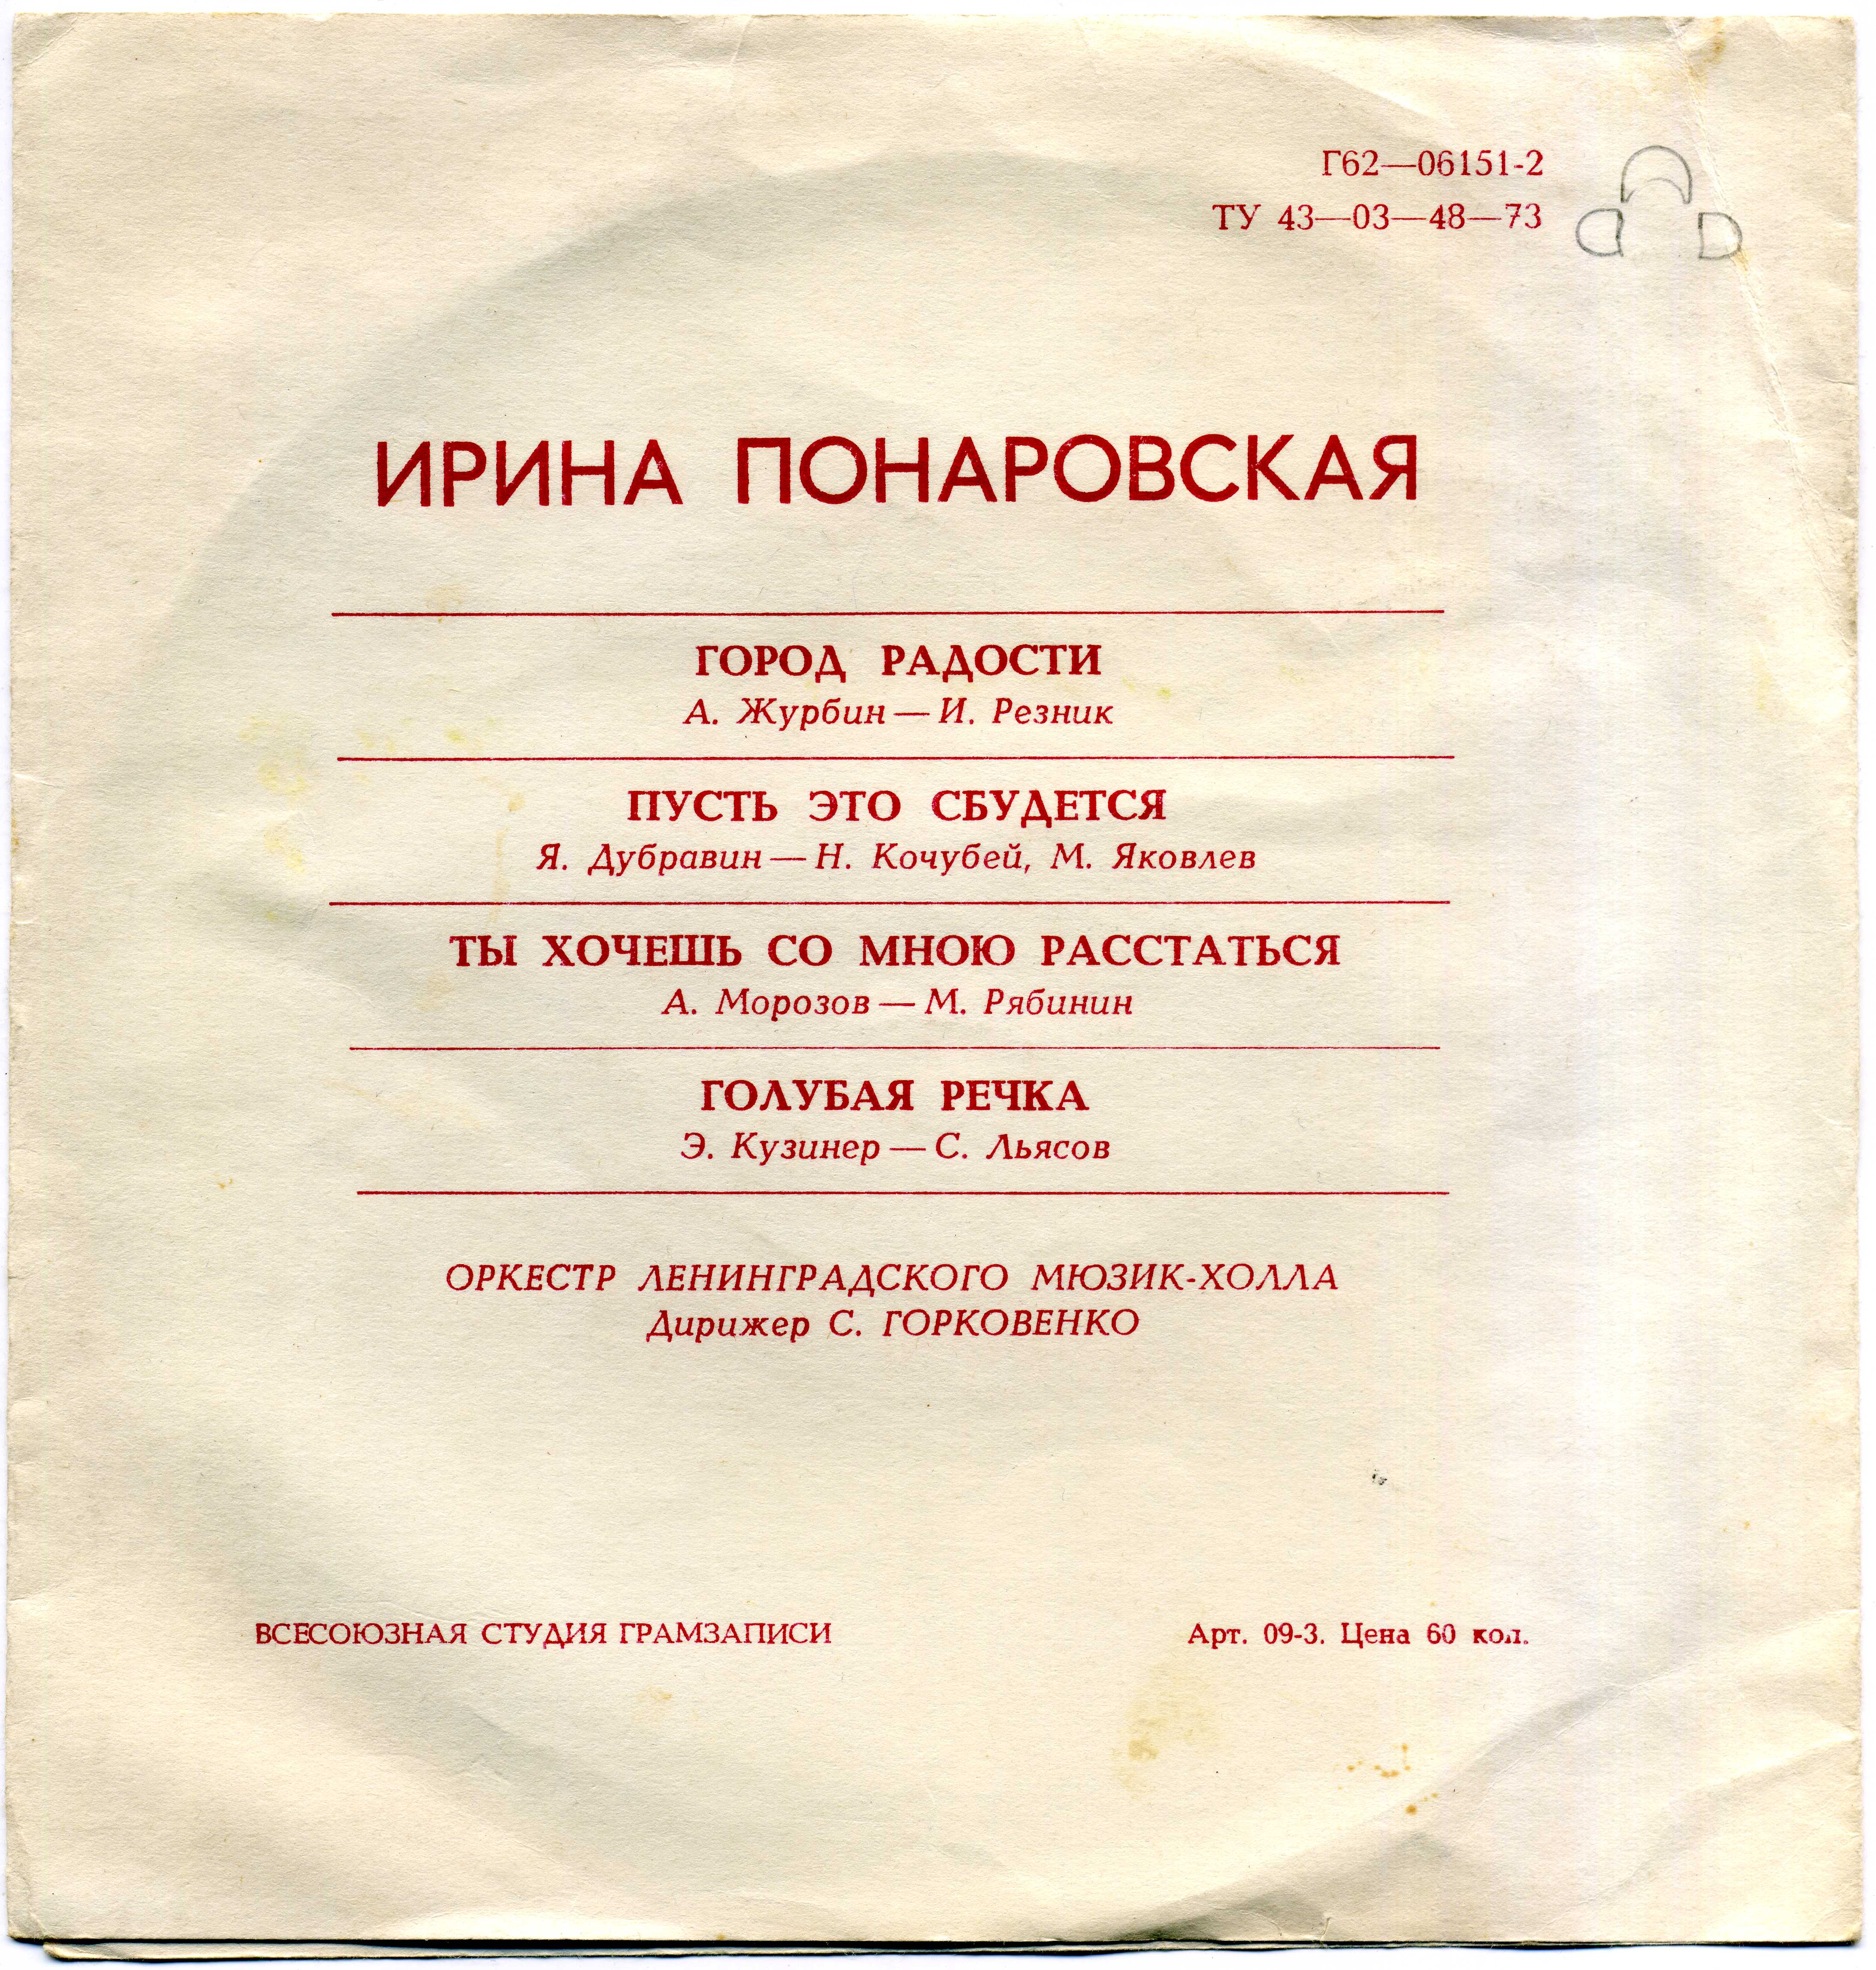 Г62—06151-2
ТУ 43—03—48—73
ИРИНА ПОНАРОВСКАЯ
ГОРОД РАДОСТИ
А. Журбин — И. Резник
ПУСТЬ ЭТО СБУДЕТСЯ
Я. Дубравин — Н. Кочубей, М. Яковлев
ТЫ ХОЧЕШЬ СО МНОЮ РАССТАТЬСЯ
А. Морозов — М. Рябинин
ГОЛУБАЯ РЕЧКА
Э. Кузинер — С. Льясов
ОРКЕСТР ЛЕНИНГРАДСКОГО МЮЗИК-ХОЛЛА
Дирижер С. ГОРКОВЕНКО
ВСЕСОЮЗНАЯ СТУДИЯ ГРАМЗАПИСИ
Арт. 09-3. Цена 60 коп.